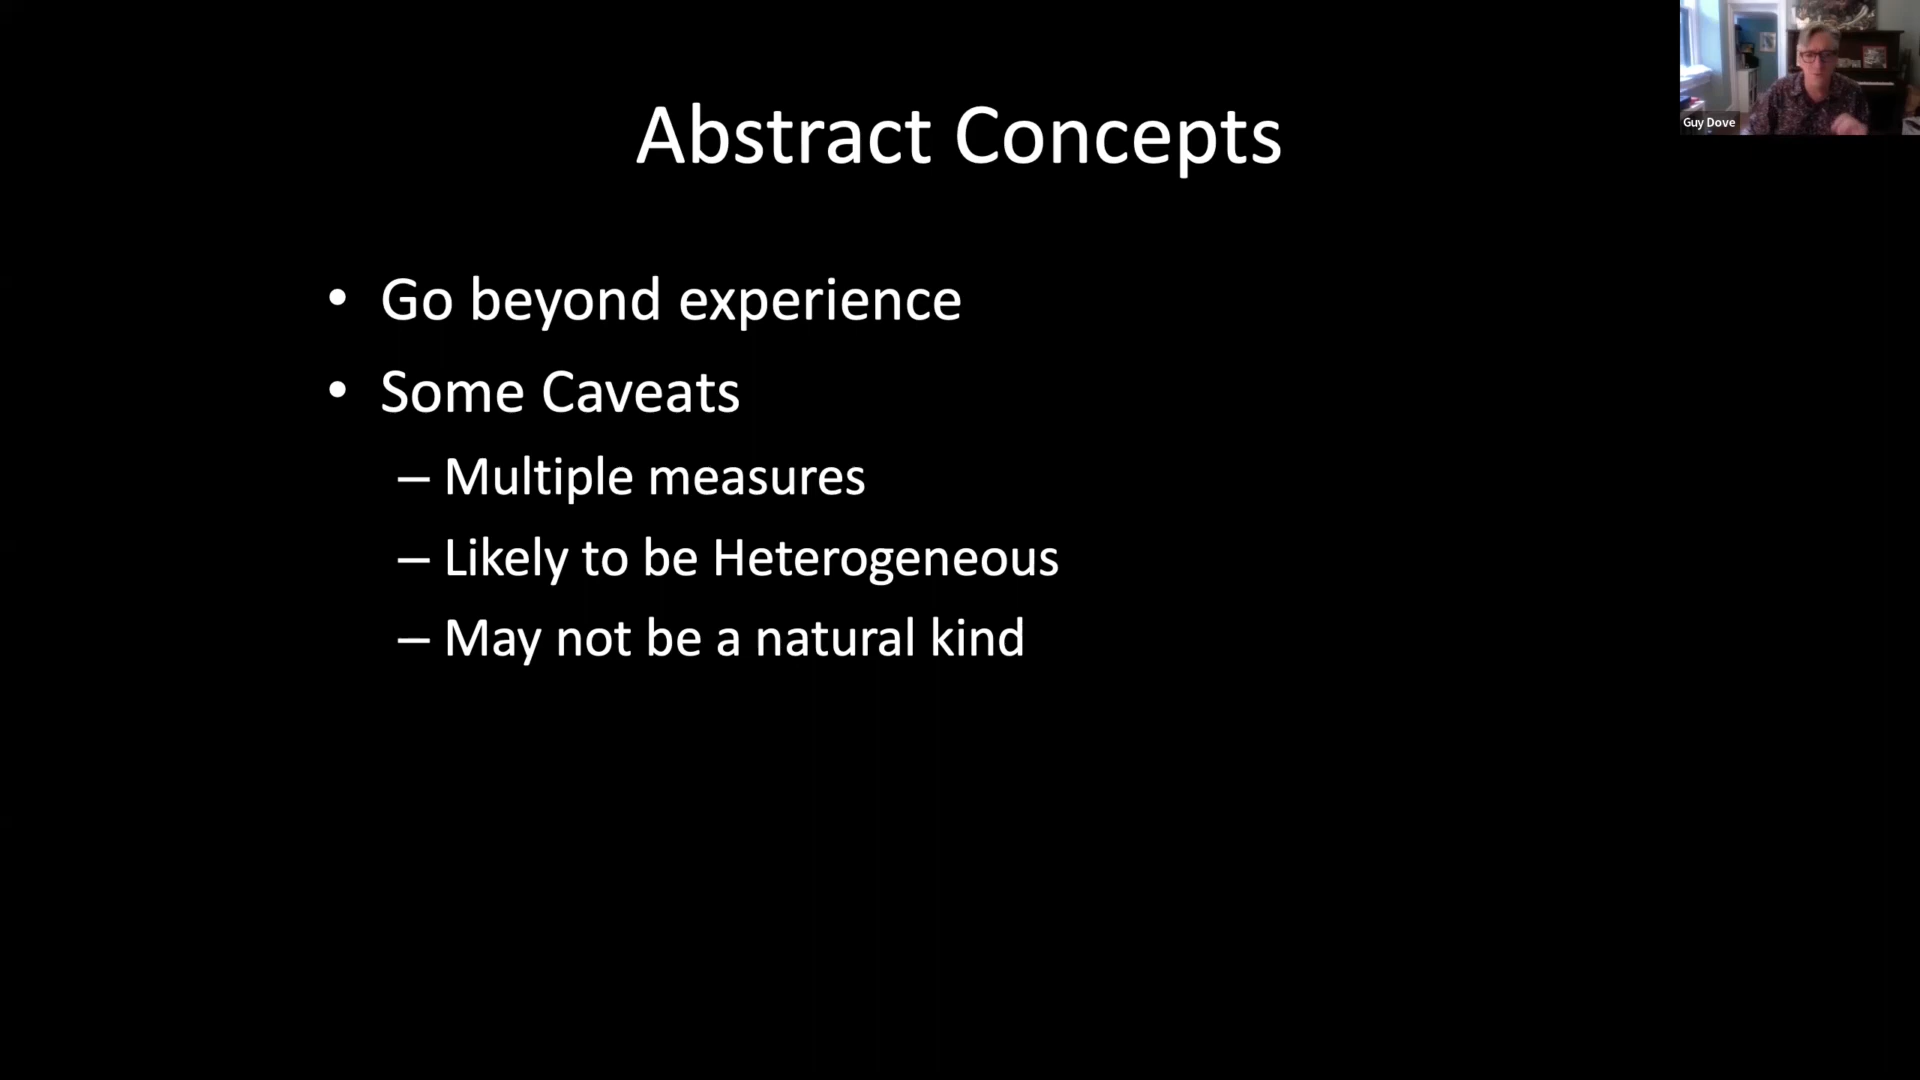 Abstract Concepts
• Go beyond experience
• Some Caveats
– Multiple measures
– Likely to be Heterogeneous
– May not be a natural kind
Guy Dove